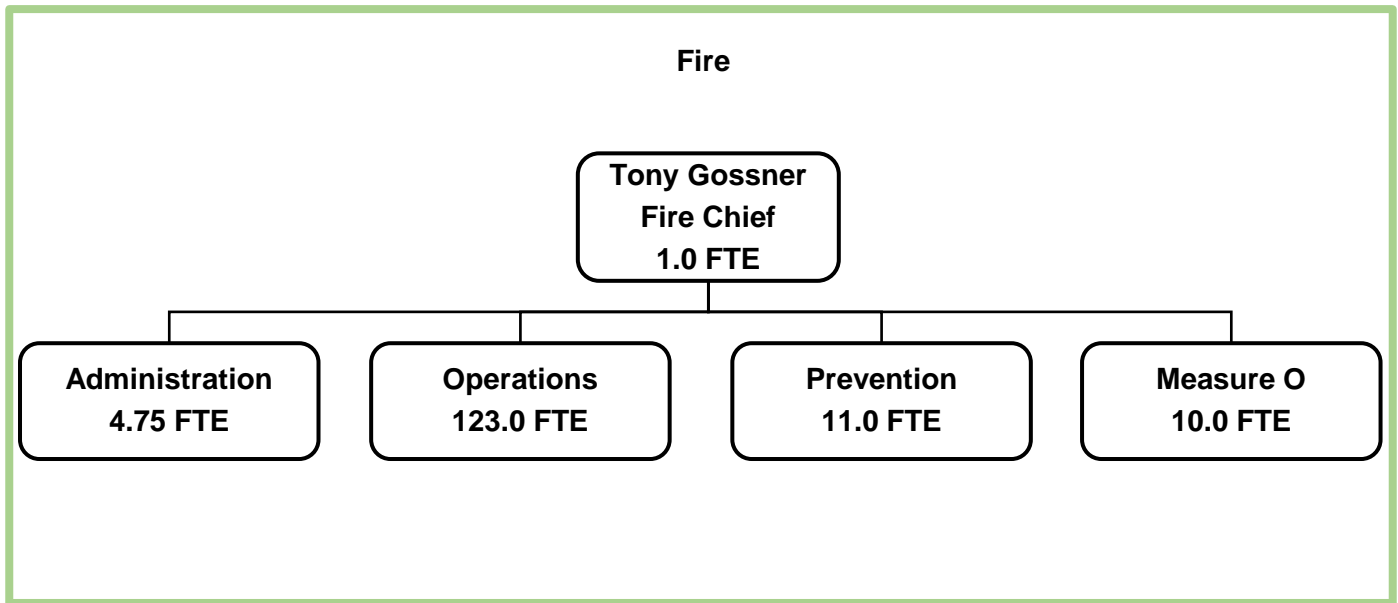 Fire
Tony Gossner
Fire Chief
1.0 FTE
Administration
4.75 FTE
Operations
123.0 FTE
Prevention
11.0 FTE
Measure O
10.0 FTE